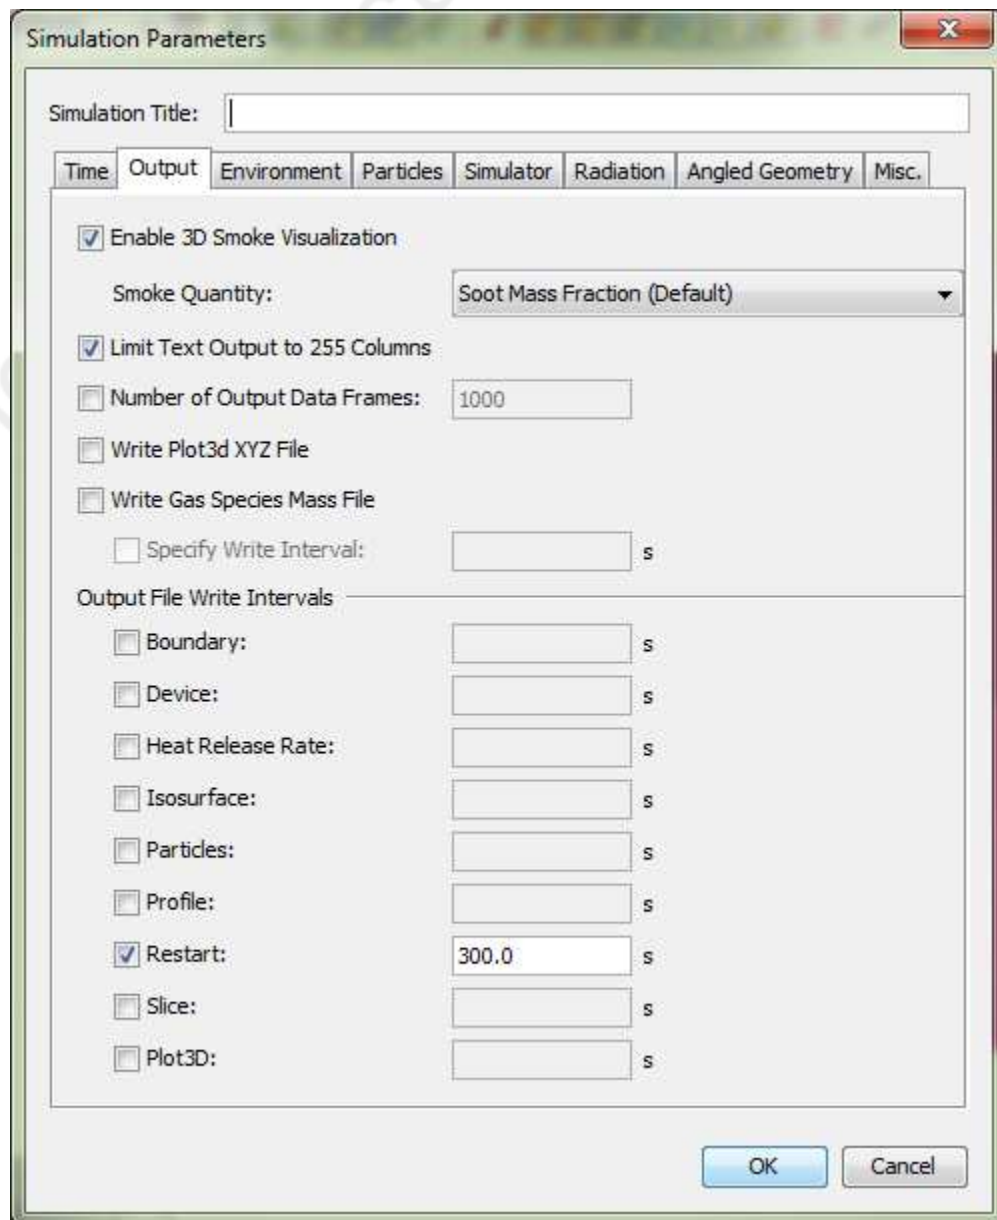 Simulation Parameters
Simulation Title:
Time Output Environment Particles Simulator Radiation Angled Geometry Misc.
Enable 3D Smoke Visualization
Smoke Quantity: Soot Mass Fraction (Default)
Limit Text Output to 255 Columns
Number of Output Data Frames: 1000
Write Plot3d XYZ File
Write Gas Species Mass File
Specify Write Interval: s
Output File Write Intervals
Boundary: s
Device: s
Heat Release Rate: s
Isosurface: s
Particles: s
Profile: s
Restart: 300.0 s
Slice: s
Plot3D: s
OK Cancel